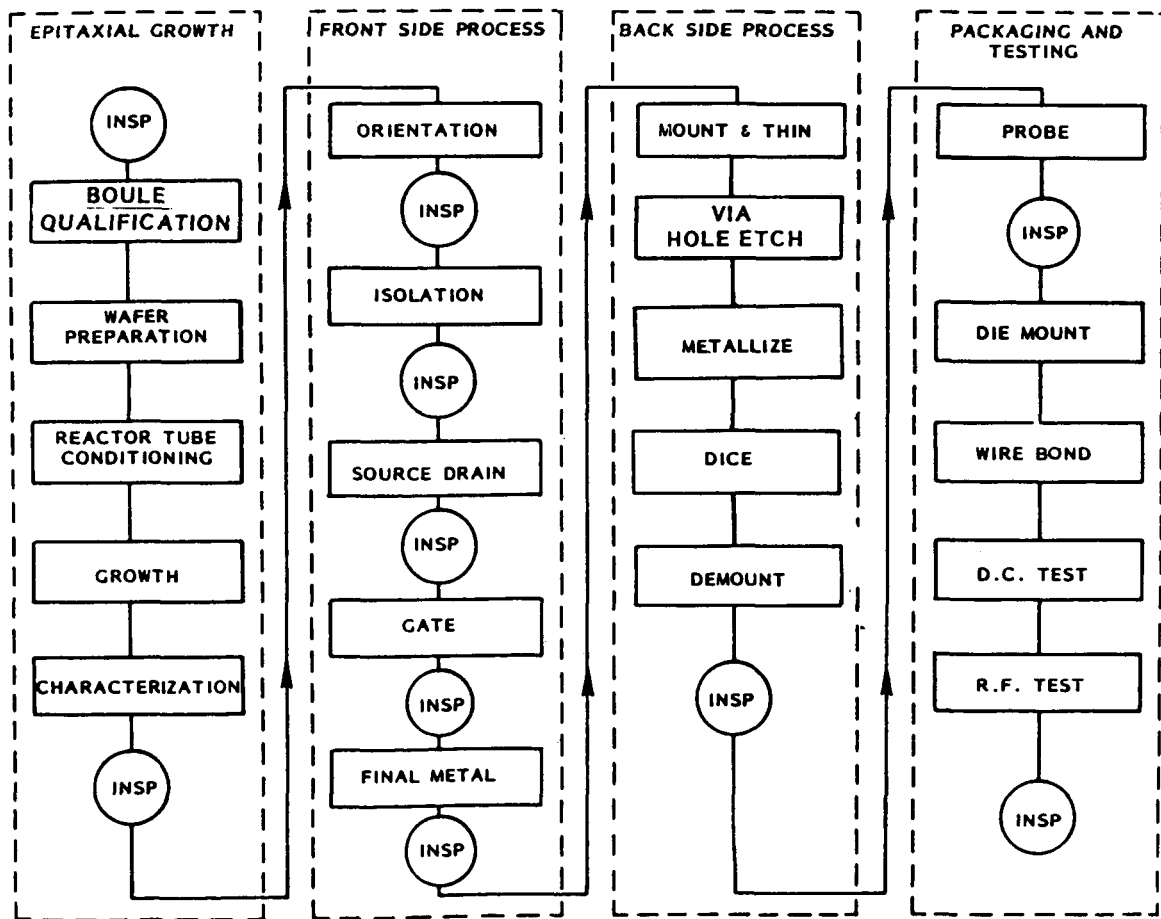 EPITAXIAL GROWTH
INSP
BOULE
QUALIFICATION
WAFER
PREPARATION
REACTOR TUBE
CONDITIONING
GROWTH
CHARACTERIZATION
INSP
FRONT SIDE PROCESS
ORIENTATION
INSP
ISOLATION
INSP
SOURCE DRAIN
INSP
GATE
INSP
FINAL METAL
INSP
BACK SIDE PROCESS
MOUNT & THIN
VIA
HOLE ETCH
METALLIZE
DICE
DEMOUNT
INSP
PACKAGING AND
TESTING
PROBE
INSP
DIE MOUNT
WIRE BOND
D.C. TEST
R.F. TEST
INSP